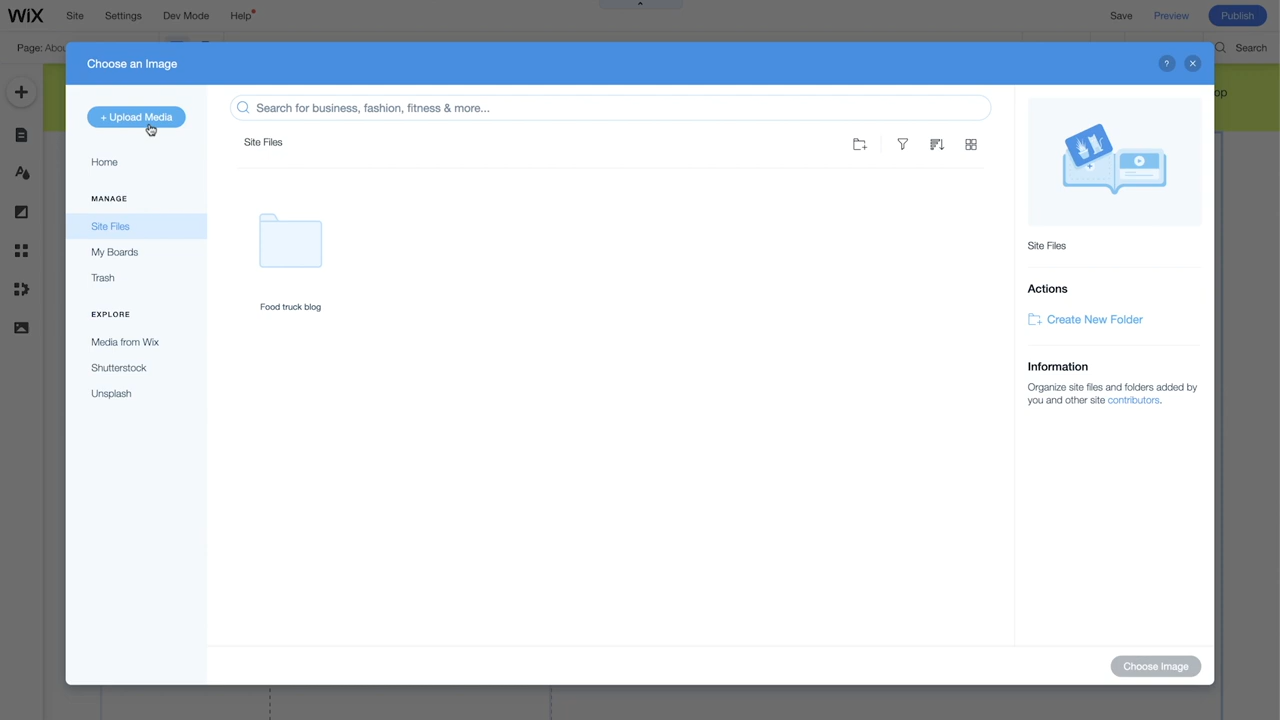 WiX Site Settings Dev Mode Help Save Preview Publish
Page: Abou Search
Choose an Image ?
op
+ Upload Media
Search for business, fashion, fitness & more...
Site Files
Home
MANAGE
Site Files
My Boards
Trash
EXPLORE
Media from Wix
Shutterstock
Unsplash
Food truck blog
Site Files
Actions
Create New Folder
Information
Organize site files and folders added by
you and other site contributors.
Choose Image